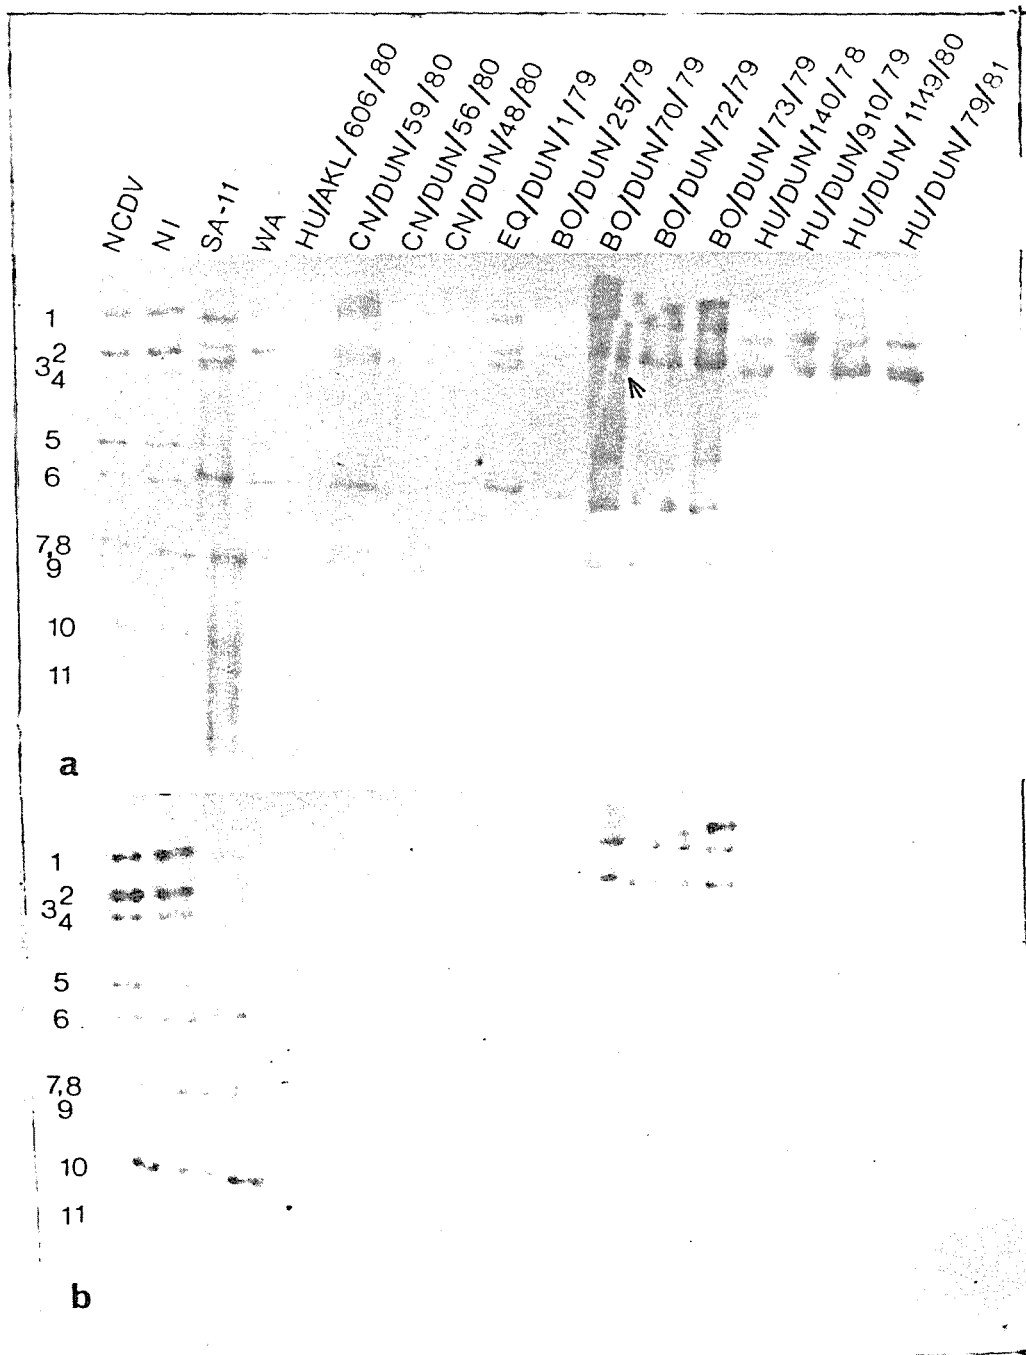 NCDV
NI
SA-11
WA
HU/AKL/606/80
CN/DUN/59/80
CN/DUN/56/80
CN/DUN/48/80
EQ/DUN/1/79
BO/DUN/25/79
BO/DUN/70/79
BO/DUN/72/79
BO/DUN/73/79
HU/DUN/140/78
HU/DUN/910/79
HU/DUN/1149/80
HU/DUN/79/81
1
2
3
4
5
6
7,8
9
10
11
a
1
2
3
4
5
6
7,8
9
10
11
b